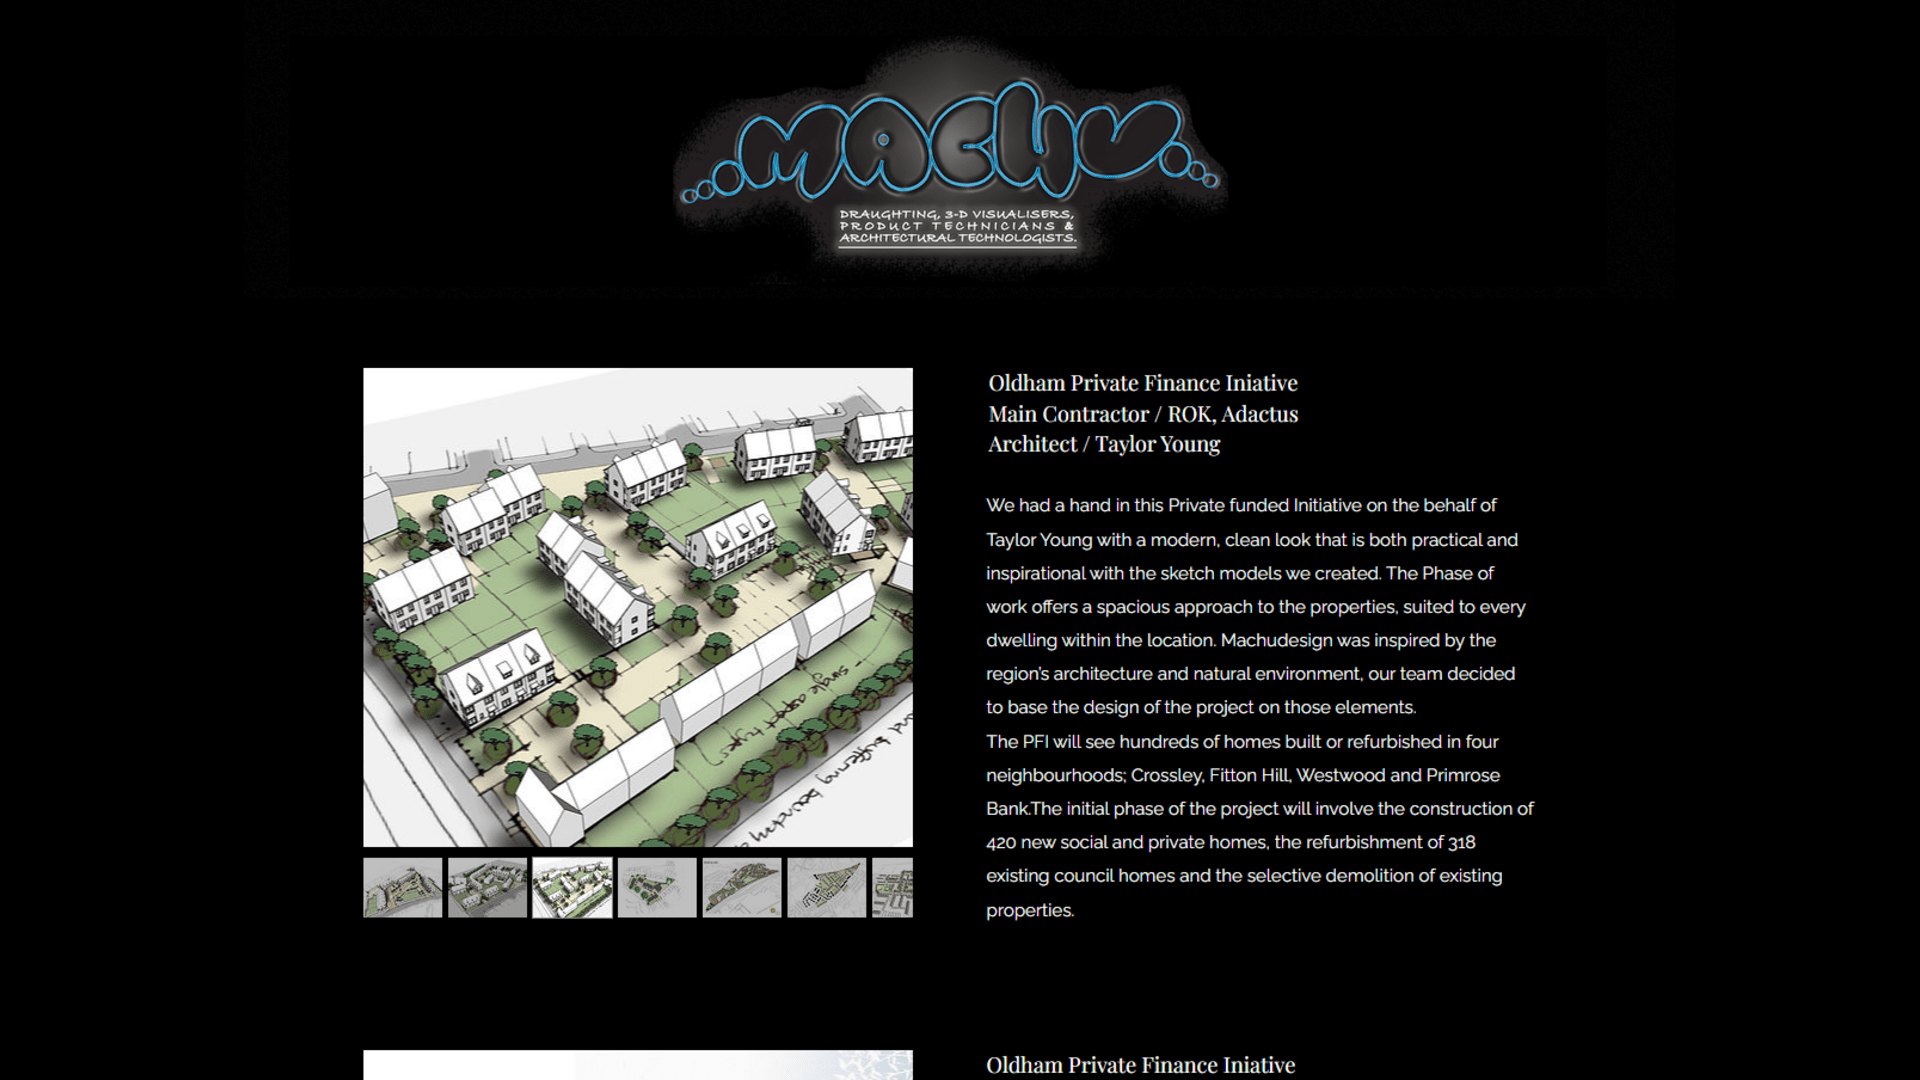 MACHU
DRAUGHTING, 3-D VISUALISERS,
PRODUCT TECHNICIANS &
ARCHITECTURAL TECHNOLOGISTS.
Oldham Private Finance Iniative
Main Contractor / ROK, Adactus
Architect / Taylor Young
We had a hand in this Private funded Initiative on the behalf of
Taylor Young with a modern, clean look that is both practical and
inspirational with the sketch models we created. The Phase of
work offers a spacious approach to the properties, suited to every
dwelling within the location. Machudesign was inspired by the
region's architecture and natural environment, our team decided
to base the design of the project on those elements.
The PFI will see hundreds of homes built or refurbished in four
neighbourhoods; Crossley, Fitton Hill, Westwood and Primrose
Bank.The initial phase of the project will involve the construction of
420 new social and private homes, the refurbishment of 318
existing council homes and the selective demolition of existing
properties.
single aspect types
buffering boundary
Oldham Private Finance Iniative